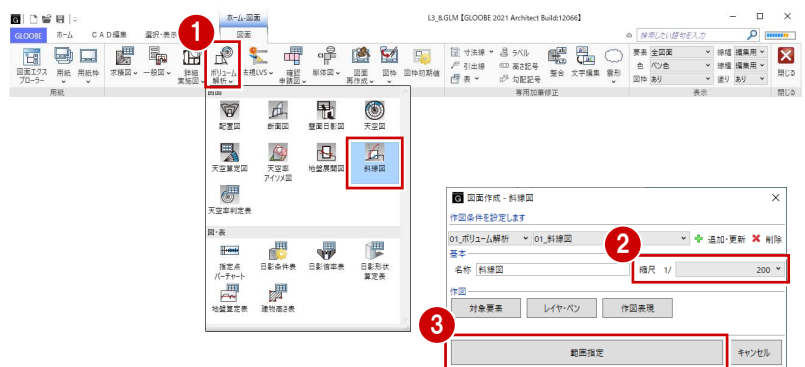 ホーム-図面
L3_8.GLM【GLOOBE 2021 Architect Build:12066】
GLOOBE ホーム CAD編集 選択・表示 図面 検索したい語句を入力
図面エクスプローラー 用紙 用紙枠 求積図 一般図 詳細実施図 ボリューム解析 法規LVS 確認申請図 躯体図 図面再作成 図枠 図枠初期値
寸法線 ラベル
引出線 高さ記号
表 勾配記号
整合 文字編集 雲形
要素 全図面 線種 編集用
色 ペン色 線幅 編集用
図枠 あり 塗り あり
閉じる
用紙 専用加筆修正 表示 閉じる
1
図面
配置図 断面図 壁面日影図 天空図
天空算定図 天空率アイソメ図 地盤展開図 斜線図
天空率判定表
図・表
指定点バーチャート 日影条件表 日影倍率表 日影形状算定表
地盤算定表 建物高さ表
G 図面作成 - 斜線図
作図条件を設定します
01_ボリューム解析 01_斜線図 追加・更新 削除
2
基本
名称 斜線図 縮尺 1/ 200
作図
対象要素 レイヤ・ペン 作図表現
3
範囲指定 キャンセル